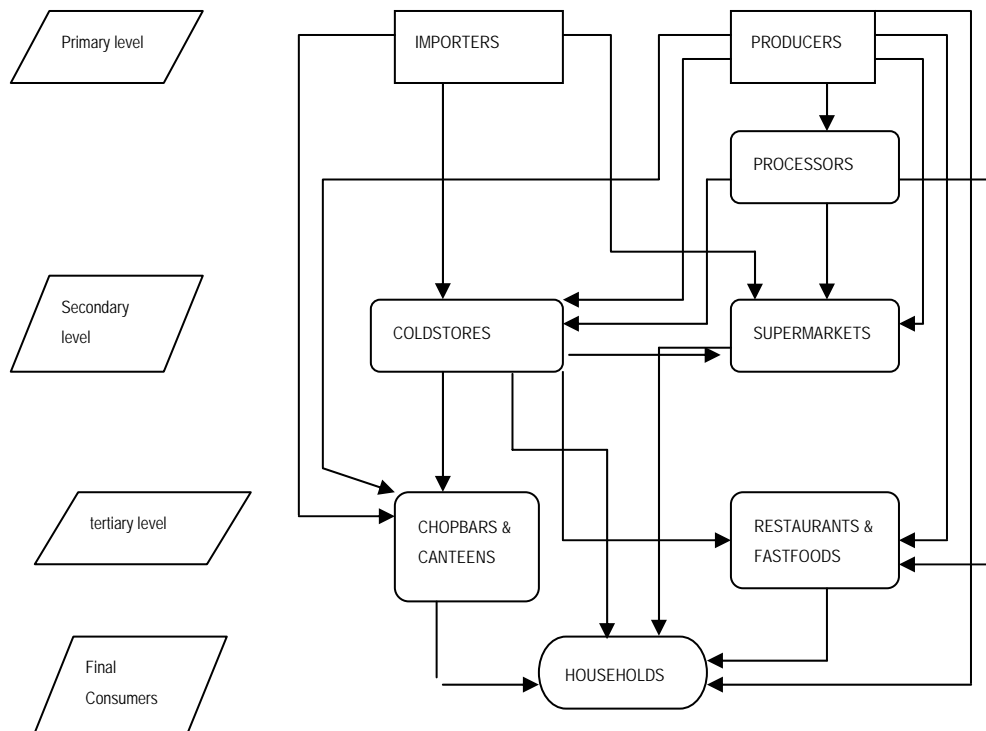 Primary level
IMPORTERS
PRODUCERS
PROCESSORS
Secondary
level
COLDSTORES
SUPERMARKETS
tertiary level
CHOPBARS &
CANTEENS
RESTAURANTS &
FASTFOODS
Final
Consumers
HOUSEHOLDS